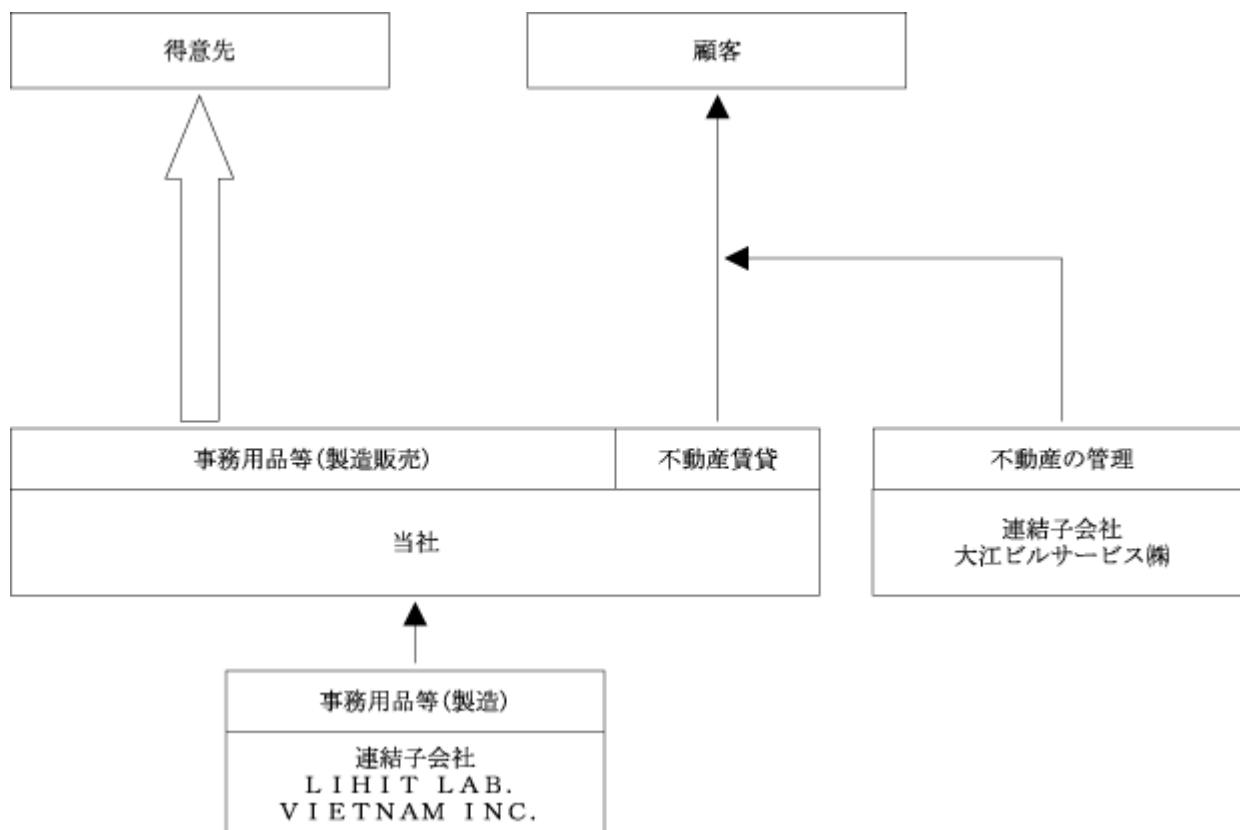 得意先
顧客
事務用品等(製造販売)
不動産賃貸
不動産の管理
当社
連結子会社
大江ビルサービス㈱
事務用品等(製造)
連結子会社
ＬＩＨＩＴ ＬＡＢ.
ＶＩＥＴＮＡＭ ＩＮＣ.